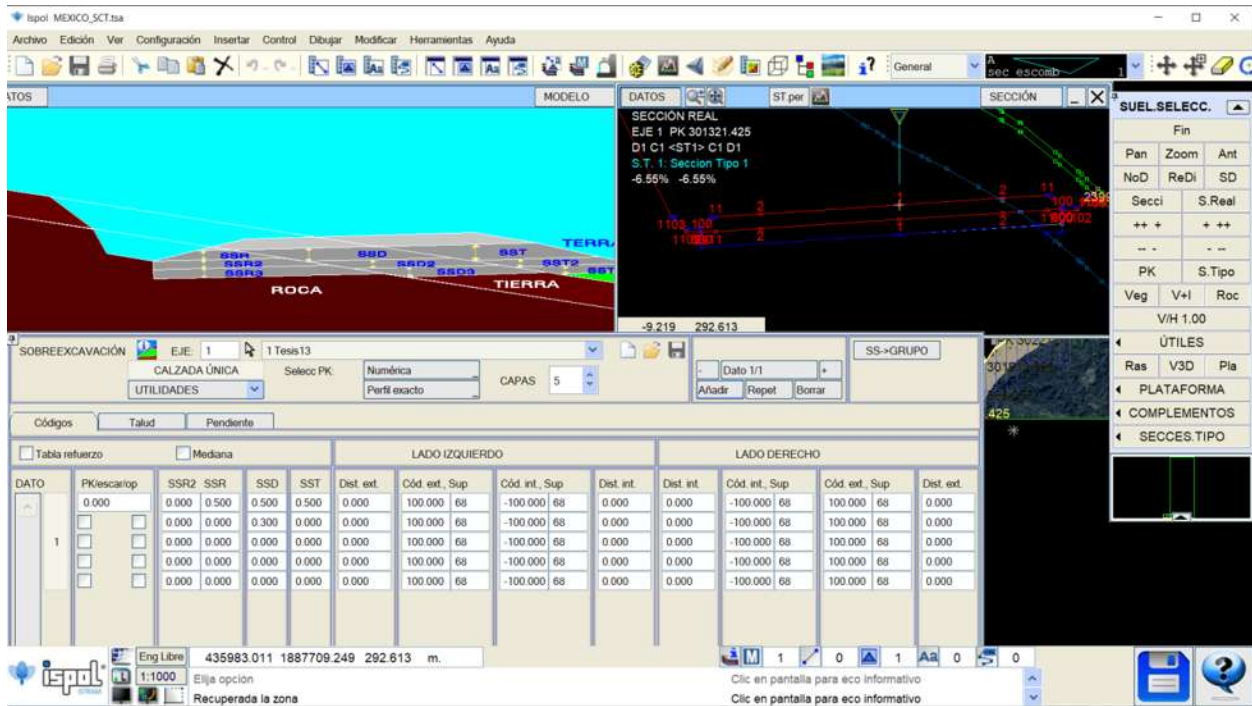 Ispol MEXICO_SCT.tsa
Archivo Edición Ver Configuración Insertar Control Dibujar Modificar Herramientas Ayuda
General
A
sec escomb 1
ATOS MODELO
DATOS ST.per SECCIÓN
SECCIÓN REAL
EJE 1 PK 301321.425
D1 C1 <ST1> C1 D1
S.T. 1: Seccion Tipo 1
-6.55% -6.55%
SSR SSD SST TERRA
SSR2 SSD2 SST2
SSR3 SSD3 SST
ROCA TIERRA
-9.219 292.613
SUEL.SELECC.
Fin
Pan Zoom Ant
NoD ReDi SD
Secci S.Real
++ + + ++
-- - - --
PK S.Tipo
Veg V+I Roc
V/H 1.00
ÚTILES
Ras V3D Pla
PLATAFORMA
COMPLEMENTOS
SECCES.TIPO
SOBREEXCAVACIÓN EJE: 1 1 Tesis13 SS->GRUPO
CALZADA ÚNICA Selecc PK: Numérica CAPAS 5 - Dato 1/1 +
UTILIDADES Perfil exacto Añadir Repet Borrar
.425
Códigos Talud Pendiente
Tabla refuerzo Mediana LADO IZQUIERDO LADO DERECHO
DATO PK/escar/op SSR2 SSR SSD SST Dist. ext. Cód. ext., Sup Cód. int., Sup Dist. int. Dist. int. Cód. int., Sup Cód. ext., Sup Dist. ext.
0.000 0.000 0.500 0.500 0.500 0.000 100.000 68 -100.000 68 0.000 0.000 -100.000 68 100.000 68 0.000
0.000 0.000 0.300 0.000 0.000 100.000 68 -100.000 68 0.000 0.000 -100.000 68 100.000 68 0.000
1 0.000 0.000 0.000 0.000 0.000 100.000 68 -100.000 68 0.000 0.000 -100.000 68 100.000 68 0.000
0.000 0.000 0.000 0.000 0.000 100.000 68 -100.000 68 0.000 0.000 -100.000 68 100.000 68 0.000
0.000 0.000 0.000 0.000 0.000 100.000 68 -100.000 68 0.000 0.000 -100.000 68 100.000 68 0.000
ispol
Eng Libre 435983.011 1887709.249 292.613 m. M 1 0 1 Aa 0 0
1:1000 Elija opción Clic en pantalla para eco informativo
Recuperada la zona Clic en pantalla para eco informativo